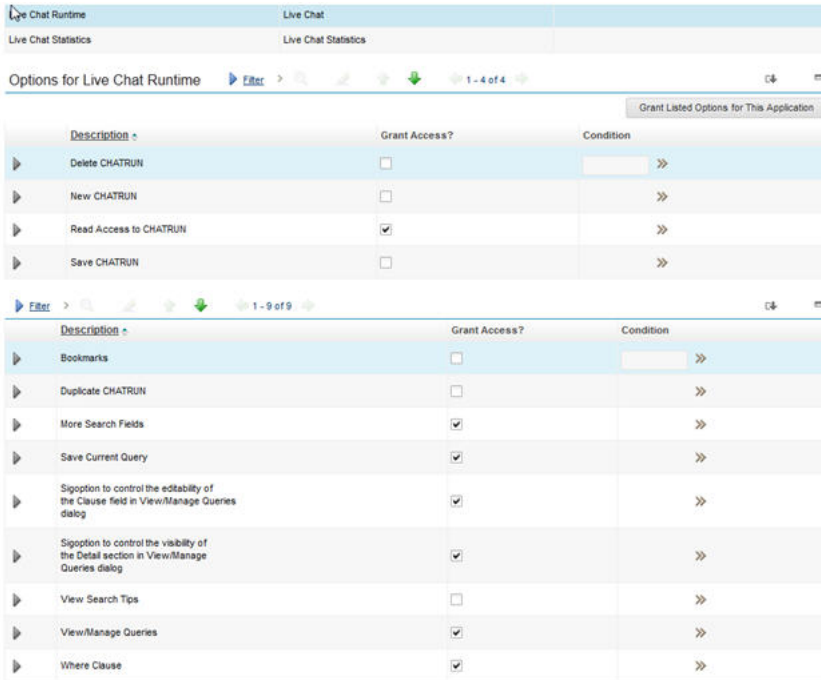 Live Chat Runtime Live Chat
Live Chat Statistics Live Chat Statistics
Options for Live Chat Runtime Filter 1 - 4 of 4
Grant Listed Options for This Application
Description Grant Access? Condition
Delete CHATRUN
New CHATRUN
Read Access to CHATRUN
Save CHATRUN
Filter 1 - 9 of 9
Description Grant Access? Condition
Bookmarks
Duplicate CHATRUN
More Search Fields
Save Current Query
Sigoption to control the editability of
the Clause field in View/Manage Queries
dialog
Sigoption to control the visibility of
the Detail section in View/Manage
Queries dialog
View Search Tips
View/Manage Queries
Where Clause